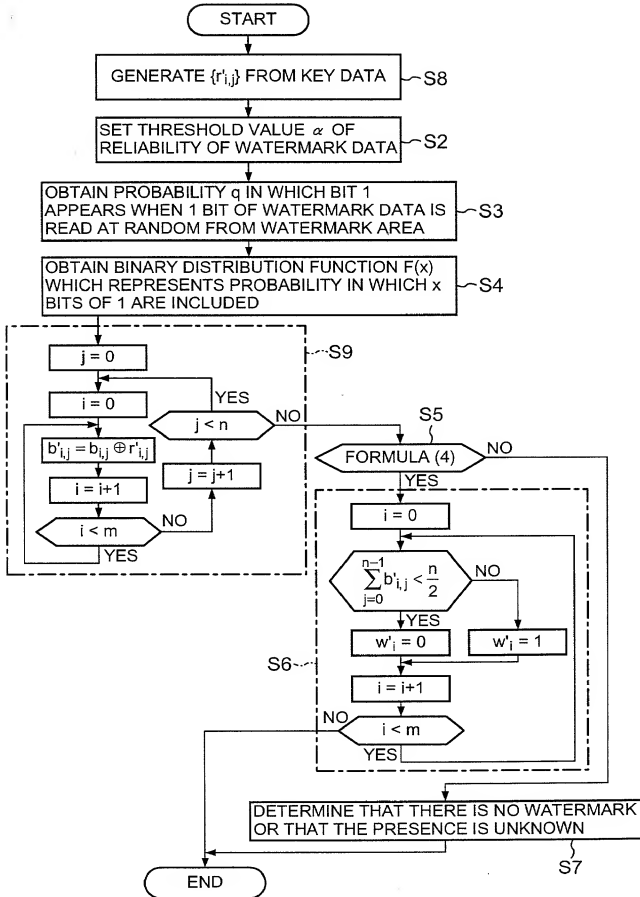 START
GENERATE {r'i,j} FROM KEY DATA
S8
SET THRESHOLD VALUE α OF
RELIABILITY OF WATERMARK DATA
S2
OBTAIN PROBABILITY q IN WHICH BIT 1
APPEARS WHEN 1 BIT OF WATERMARK DATA IS
READ AT RANDOM FROM WATERMARK AREA
S3
OBTAIN BINARY DISTRIBUTION FUNCTION F(x)
WHICH REPRESENTS PROBABILITY IN WHICH x
BITS OF 1 ARE INCLUDED
S4
S9
j = 0
i = 0
b'i,j = bi,j ⊕ r'i,j
i = i+1
i < m
YES
NO
j = j+1
j < n
YES
NO
S5
FORMULA (4)
NO
YES
S6
i = 0
n-1
∑ b'i,j < n/2
j=0
NO
YES
w'i = 0
w'i = 1
i = i+1
i < m
NO
YES
DETERMINE THAT THERE IS NO WATERMARK
OR THAT THE PRESENCE IS UNKNOWN
S7
END